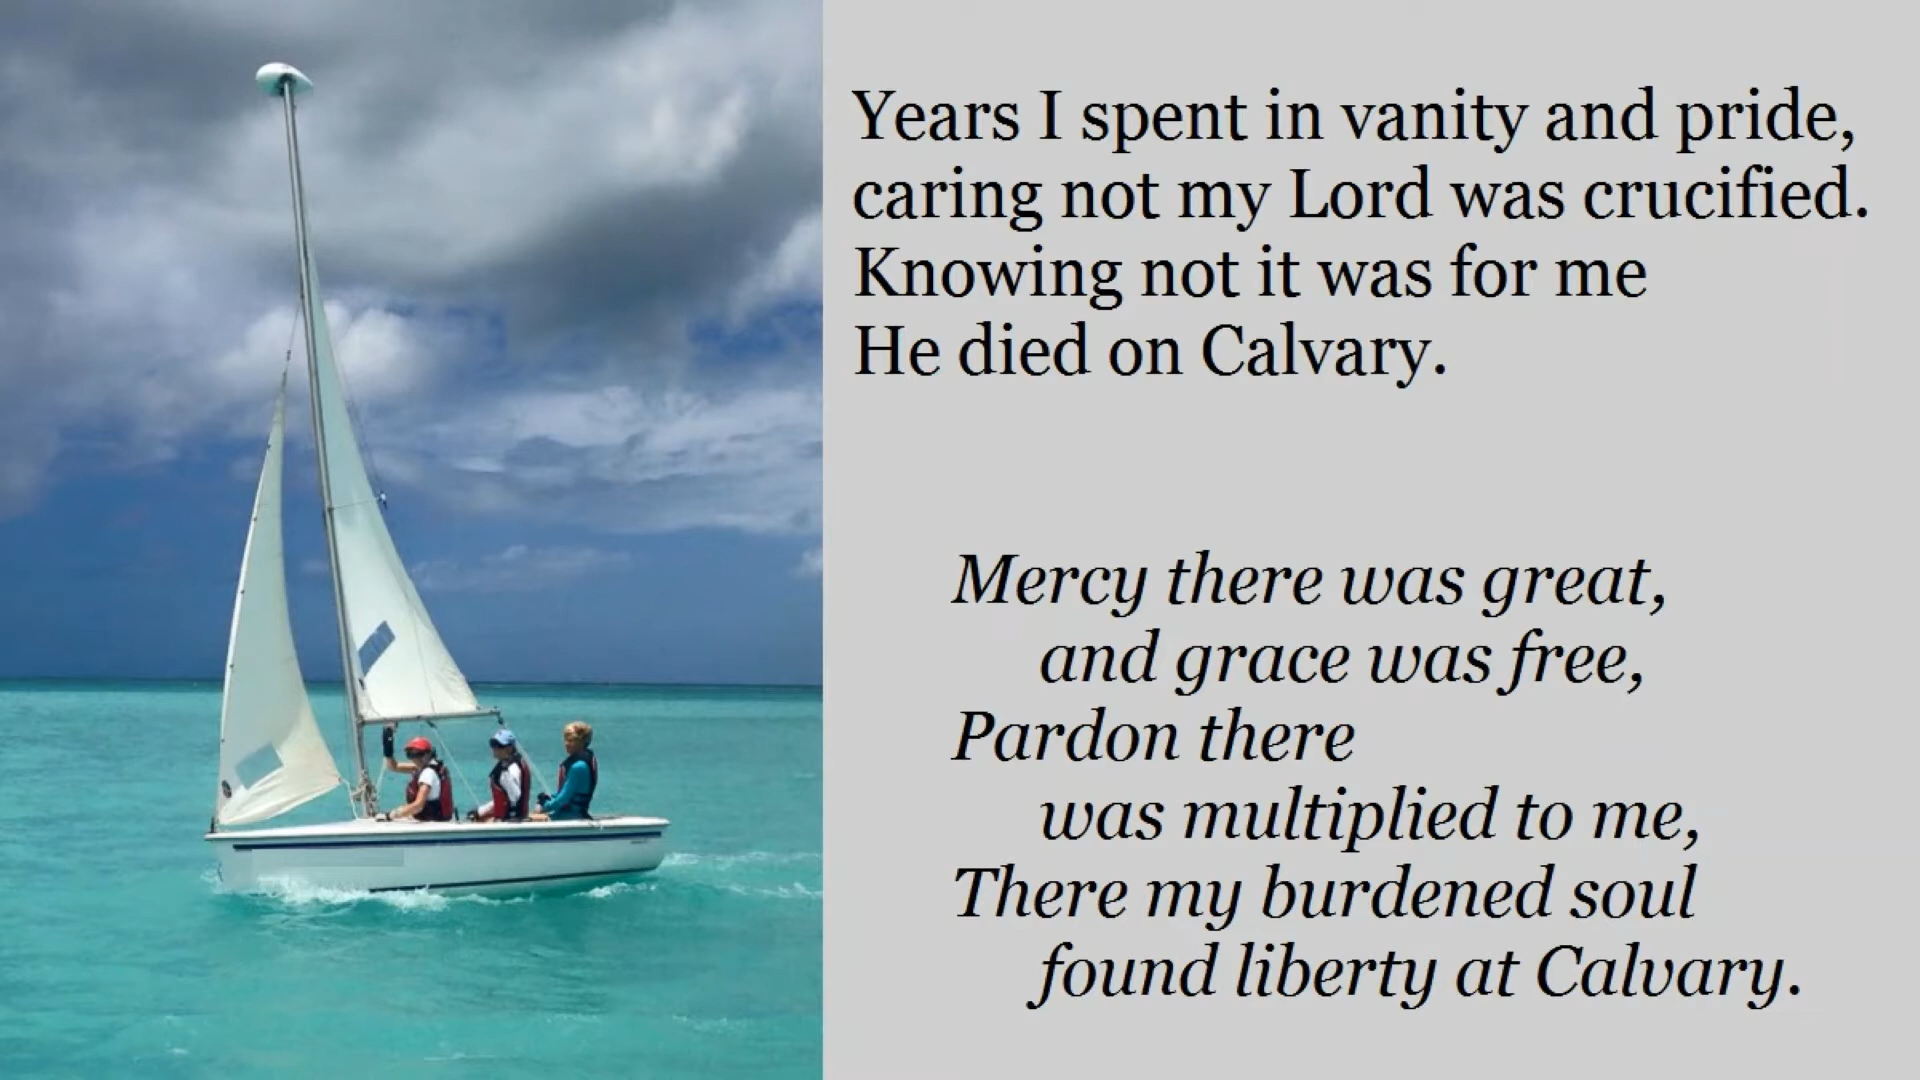 Years I spent in vanity and pride,
caring not my Lord was crucified.
Knowing not it was for me
He died on Calvary.
Mercy there was great,
and grace was free,
Pardon there
was multiplied to me,
There my burdened soul
found liberty at Calvary.